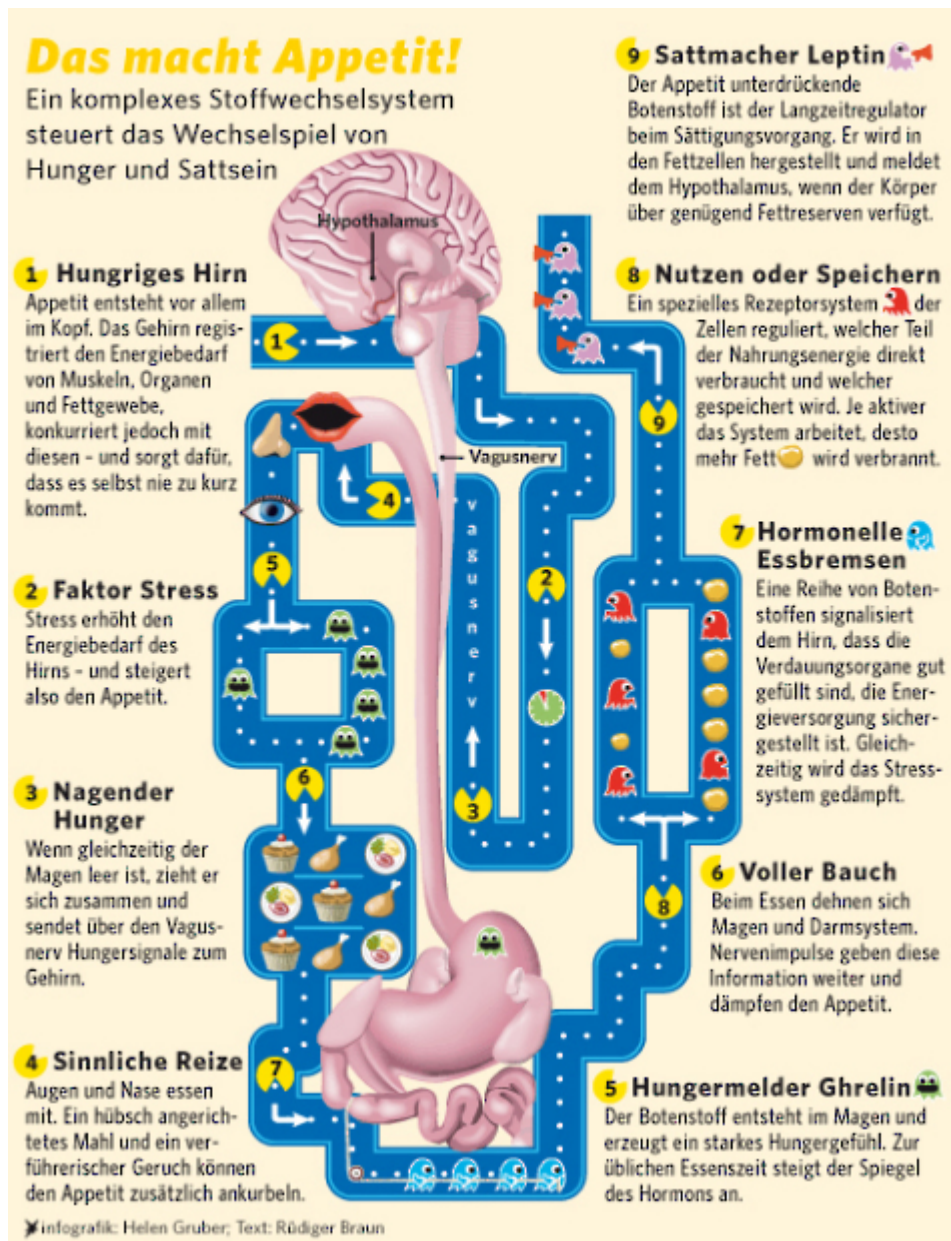 Das macht Appetit!
Ein komplexes Stoffwechselsystem
steuert das Wechselspiel von
Hunger und Sattsein
Hypothalamus
1 Hungriges Hirn
Appetit entsteht vor allem
im Kopf. Das Gehirn regis-
triert den Energiebedarf
von Muskeln, Organen
und Fettgewebe,
konkurriert jedoch mit
diesen – und sorgt dafür,
dass es selbst nie zu kurz
kommt.
2 Faktor Stress
Stress erhöht den
Energiebedarf des
Hirns – und steigert
also den Appetit.
3 Nagender
Hunger
Wenn gleichzeitig der
Magen leer ist, zieht er
sich zusammen und
sendet über den Vagus-
nerv Hungersignale zum
Gehirn.
4 Sinnliche Reize
Augen und Nase essen
mit. Ein hübsch angerich-
tetes Mahl und ein ver-
führerischer Geruch können
den Appetit zusätzlich ankurbeln.
infografik: Helen Gruber; Text: Rüdiger Braun
1
Vagusnerv
4
vagusnerv
5
2
6
3
7
9
8
9 Sattmacher Leptin
Der Appetit unterdrückende
Botenstoff ist der Langzeitregulator
beim Sättigungsvorgang. Er wird in
den Fettzellen hergestellt und meldet
dem Hypothalamus, wenn der Körper
über genügend Fettreserven verfügt.
8 Nutzen oder Speichern
Ein spezielles Rezeptorsystem der
Zellen reguliert, welcher Teil
der Nahrungsenergie direkt
verbraucht und welcher
gespeichert wird. Je aktiver
das System arbeitet, desto
mehr Fett wird verbrannt.
7 Hormonelle
Essbremsen
Eine Reihe von Boten-
stoffen signalisiert
dem Hirn, dass die
Verdauungsorgane gut
gefüllt sind, die Ener-
gieversorgung sicher-
gestellt ist. Gleich-
zeitig wird das Stress-
system gedämpft.
6 Voller Bauch
Beim Essen dehnen sich
Magen und Darmsystem.
Nervenimpulse geben diese
Information weiter und
dämpfen den Appetit.
5 Hungermelder Ghrelin
Der Botenstoff entsteht im Magen und
erzeugt ein starkes Hungergefühl. Zur
üblichen Essenszeit steigt der Spiegel
des Hormons an.